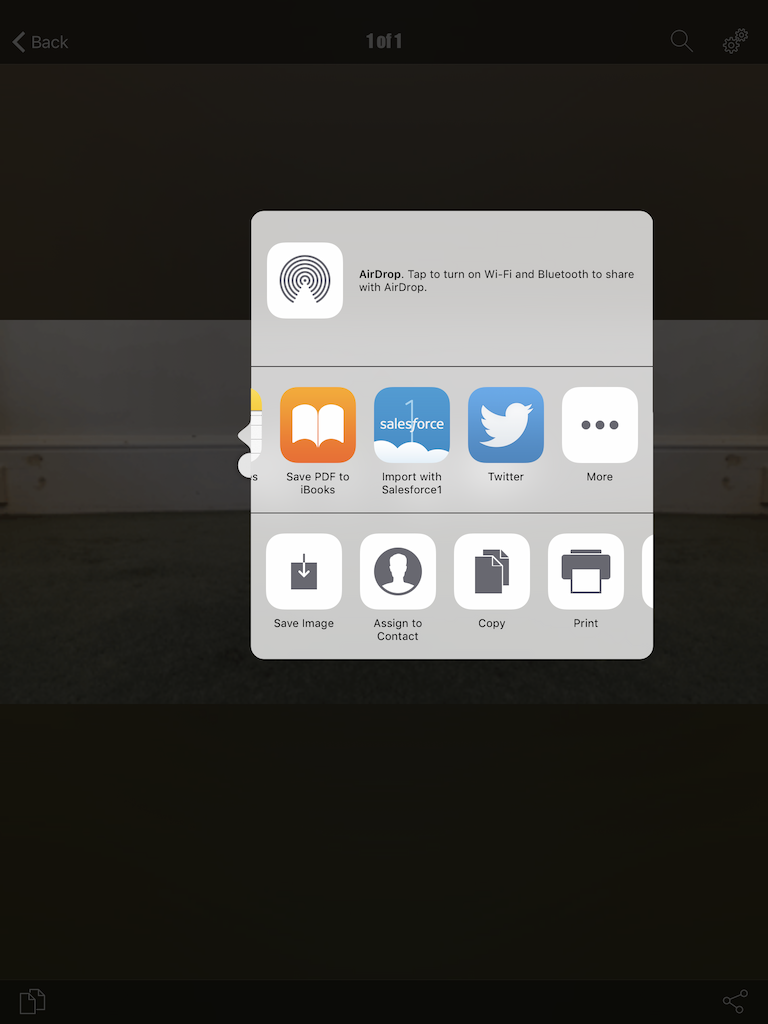 Back
1 of 1
AirDrop. Tap to turn on Wi-Fi and Bluetooth to share
with AirDrop.
s
Save PDF to
iBooks
1
salesforce
Import with
Salesforce1
Twitter
More
Save Image
Assign to
Contact
Copy
Print